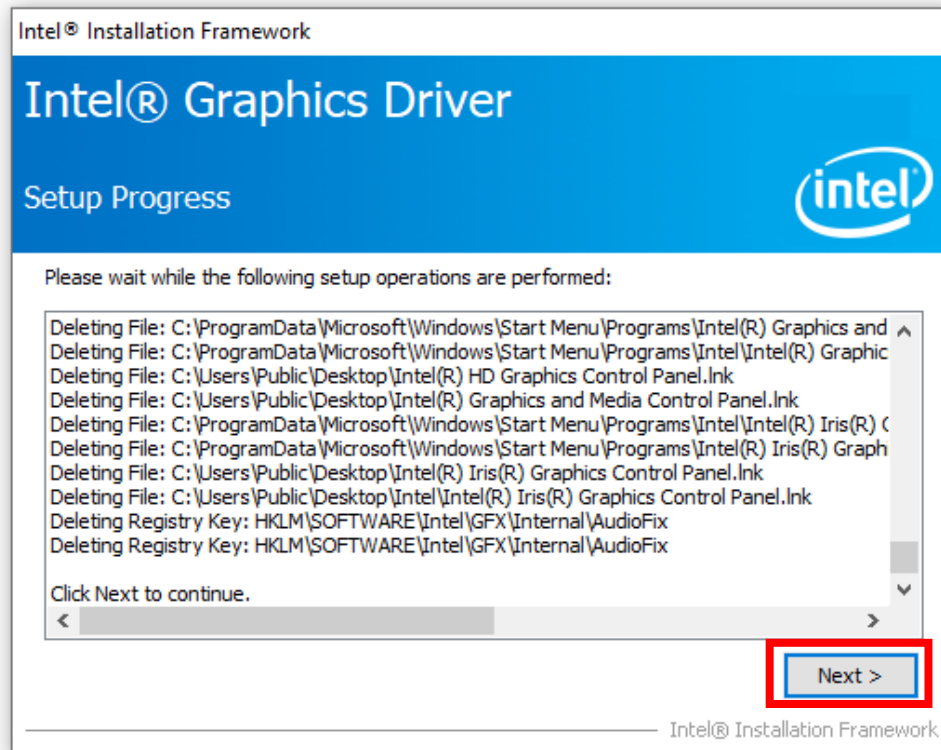 Intel® Installation Framework
Intel® Graphics Driver
Setup Progress
intel
Please wait while the following setup operations are performed:
Deleting File: C:\ProgramData\Microsoft\Windows\Start Menu\Programs\Intel(R) Graphics and
Deleting File: C:\ProgramData\Microsoft\Windows\Start Menu\Programs\Intel\Intel(R) Graphic
Deleting File: C:\Users\Public\Desktop\Intel(R) HD Graphics Control Panel.lnk
Deleting File: C:\Users\Public\Desktop\Intel(R) Graphics and Media Control Panel.lnk
Deleting File: C:\ProgramData\Microsoft\Windows\Start Menu\Programs\Intel\Intel(R) Iris(R)
Deleting File: C:\ProgramData\Microsoft\Windows\Start Menu\Programs\Intel(R) Iris(R) Graph
Deleting File: C:\Users\Public\Desktop\Intel(R) Iris(R) Graphics Control Panel.lnk
Deleting File: C:\Users\Public\Desktop\Intel\Intel(R) Iris(R) Graphics Control Panel.lnk
Deleting Registry Key: HKLM\SOFTWARE\Intel\GFX\Internal\AudioFix
Deleting Registry Key: HKLM\SOFTWARE\Intel\GFX\Internal\AudioFix
Click Next to continue.
Next >
Intel® Installation Framework